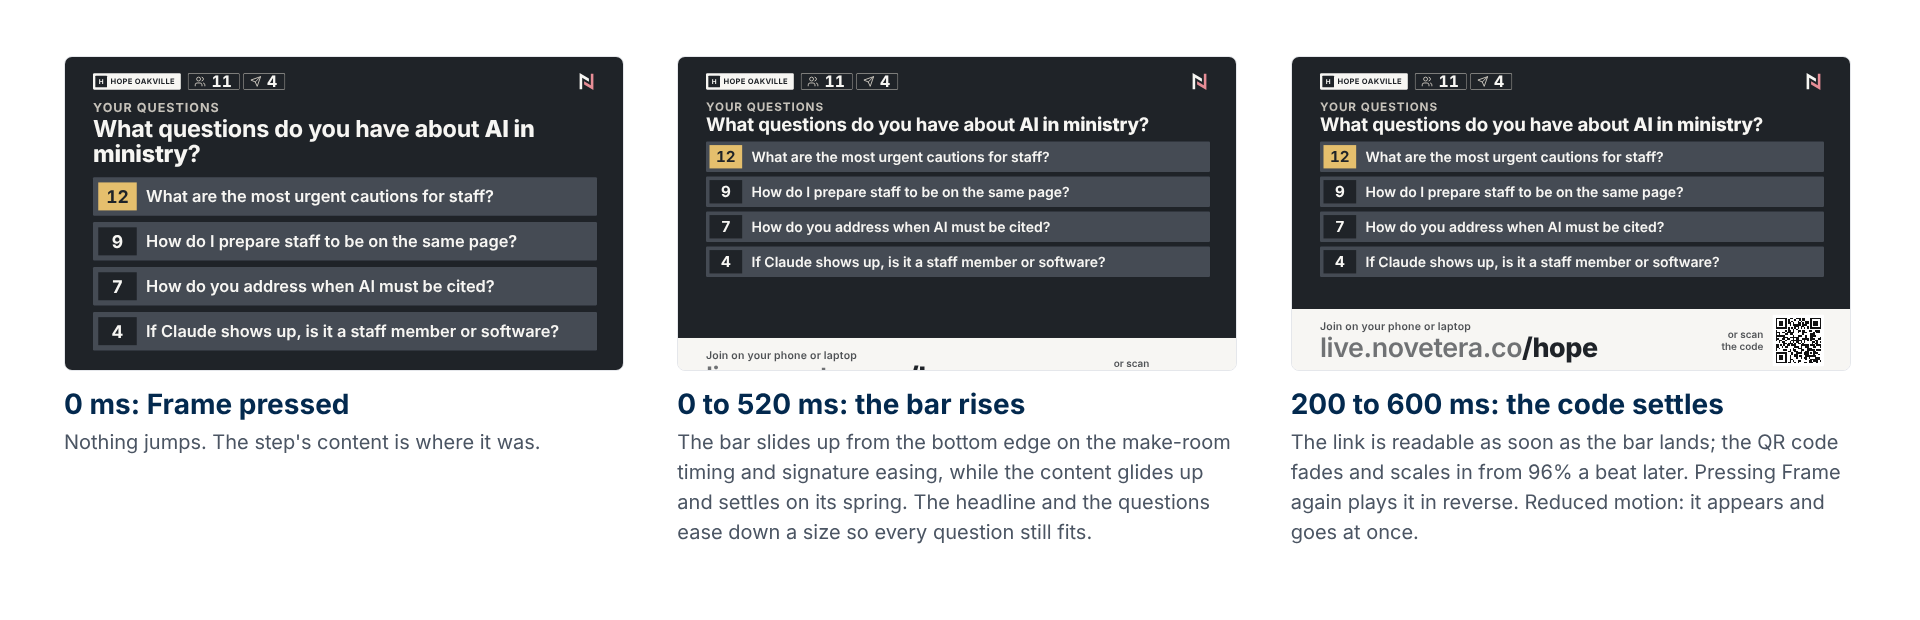 H HOPE OAKVILLE 11 4
YOUR QUESTIONS
What questions do you have about AI in
ministry?
12 What are the most urgent cautions for staff?
9 How do I prepare staff to be on the same page?
7 How do you address when AI must be cited?
4 If Claude shows up, is it a staff member or software?
0 ms: Frame pressed
Nothing jumps. The step's content is where it was.
H HOPE OAKVILLE 11 4
YOUR QUESTIONS
What questions do you have about AI in ministry?
12 What are the most urgent cautions for staff?
9 How do I prepare staff to be on the same page?
7 How do you address when AI must be cited?
4 If Claude shows up, is it a staff member or software?
Join on your phone or laptop
or scan
0 to 520 ms: the bar rises
The bar slides up from the bottom edge on the make-room
timing and signature easing, while the content glides up
and settles on its spring. The headline and the questions
ease down a size so every question still fits.
H HOPE OAKVILLE 11 4
YOUR QUESTIONS
What questions do you have about AI in ministry?
12 What are the most urgent cautions for staff?
9 How do I prepare staff to be on the same page?
7 How do you address when AI must be cited?
4 If Claude shows up, is it a staff member or software?
Join on your phone or laptop
live.novetera.co/hope
or scan
the code
200 to 600 ms: the code settles
The link is readable as soon as the bar lands; the QR code
fades and scales in from 96% a beat later. Pressing Frame
again plays it in reverse. Reduced motion: it appears and
goes at once.